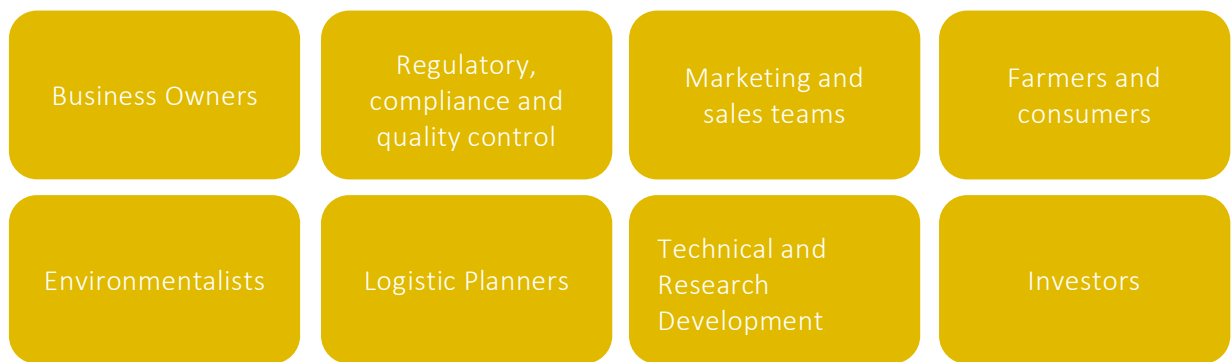 Business Owners
Regulatory,
compliance and
quality control
Marketing and
sales teams
Farmers and
consumers
Environmentalists
Logistic Planners
Technical and
Research
Development
Investors